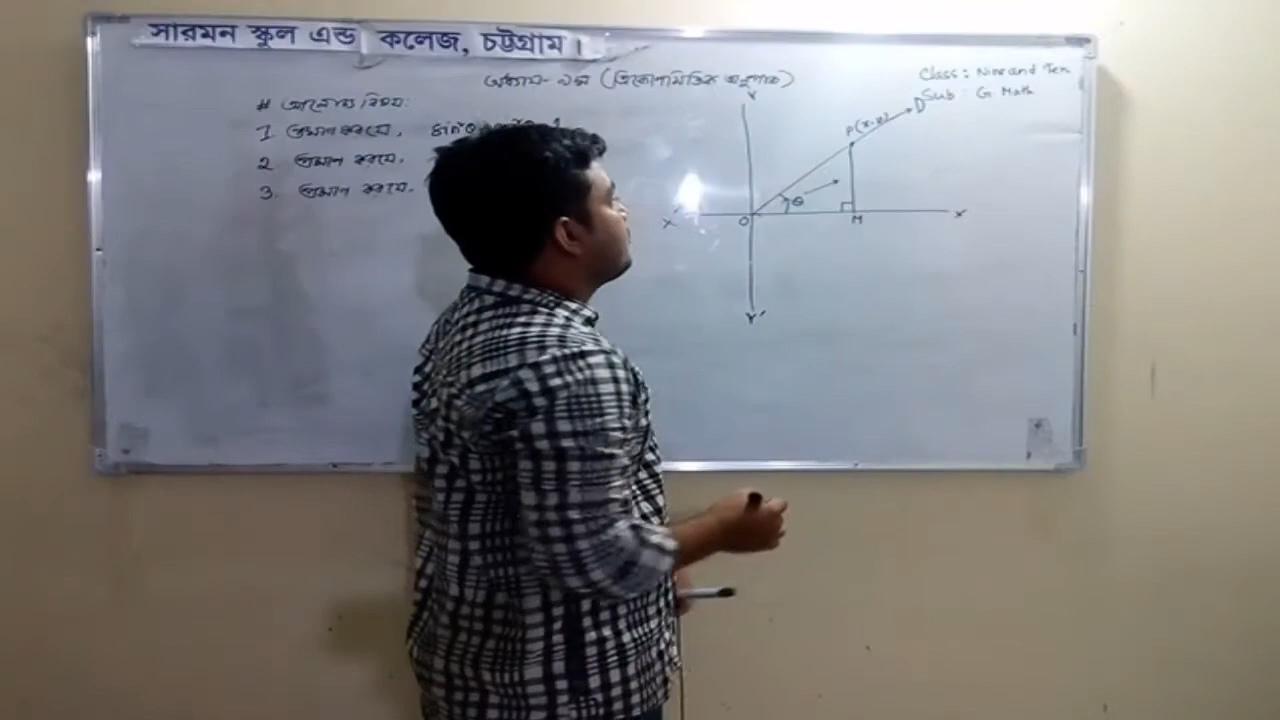 সারমন স্কুল এন্ড কলেজ, চট্টগ্রাম।
অধ্যায়- ৯ম (ত্রিকোণমিতিক অনুপাত)
Class : Nine and Ten
Sub : G. Math
# আলোচ্য বিষয়:
1. প্রমাণ কর যে, sin²θ
2. প্রমাণ কর যে,
3. প্রমাণ কর যে,
Y
D
θ
X'
O
M
X
Y'